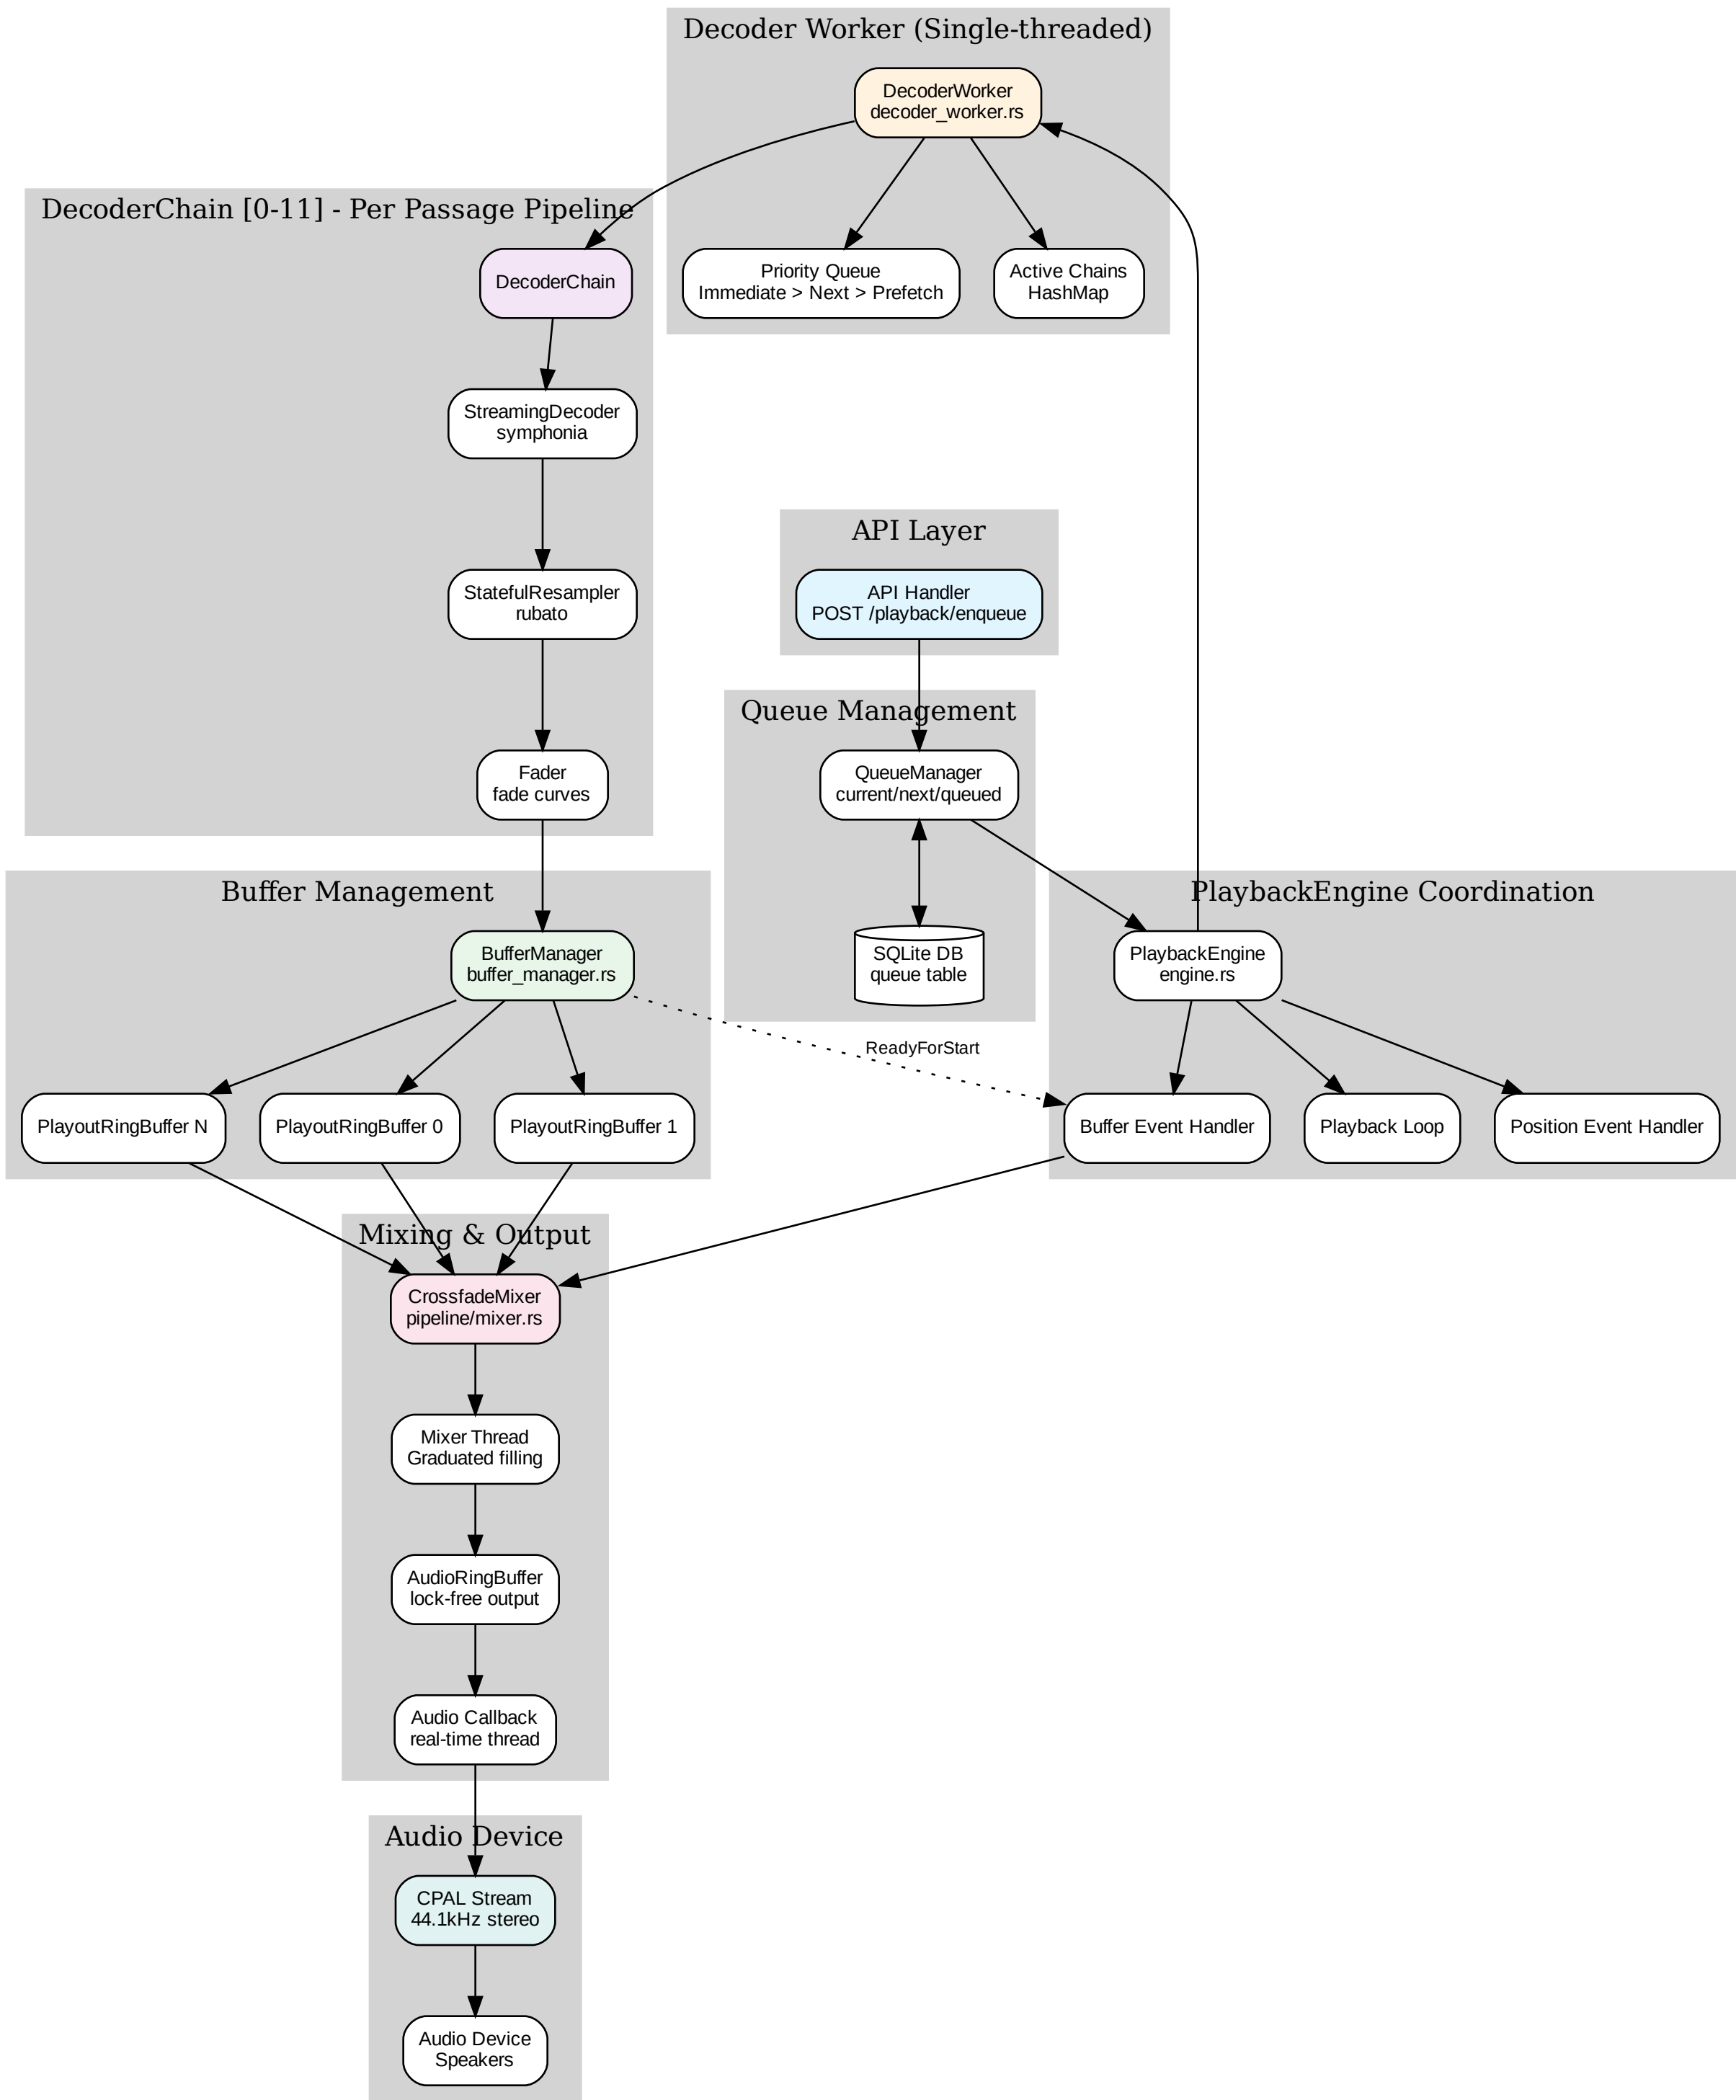 Decoder Worker (Single-threaded)
DecoderWorker
decoder_worker.rs
Priority Queue
Immediate > Next > Prefetch
Active Chains
HashMap
DecoderChain [0-11] - Per Passage Pipeline
DecoderChain
StreamingDecoder
symphonia
StatefulResampler
rubato
Fader
fade curves
API Layer
API Handler
POST /playback/enqueue
Queue Management
QueueManager
current/next/queued
SQLite DB
queue table
PlaybackEngine Coordination
PlaybackEngine
engine.rs
Buffer Event Handler
Playback Loop
Position Event Handler
Buffer Management
BufferManager
buffer_manager.rs
ReadyForStart
PlayoutRingBuffer N
PlayoutRingBuffer 0
PlayoutRingBuffer 1
Mixing & Output
CrossfadeMixer
pipeline/mixer.rs
Mixer Thread
Graduated filling
AudioRingBuffer
lock-free output
Audio Callback
real-time thread
Audio Device
CPAL Stream
44.1kHz stereo
Audio Device
Speakers